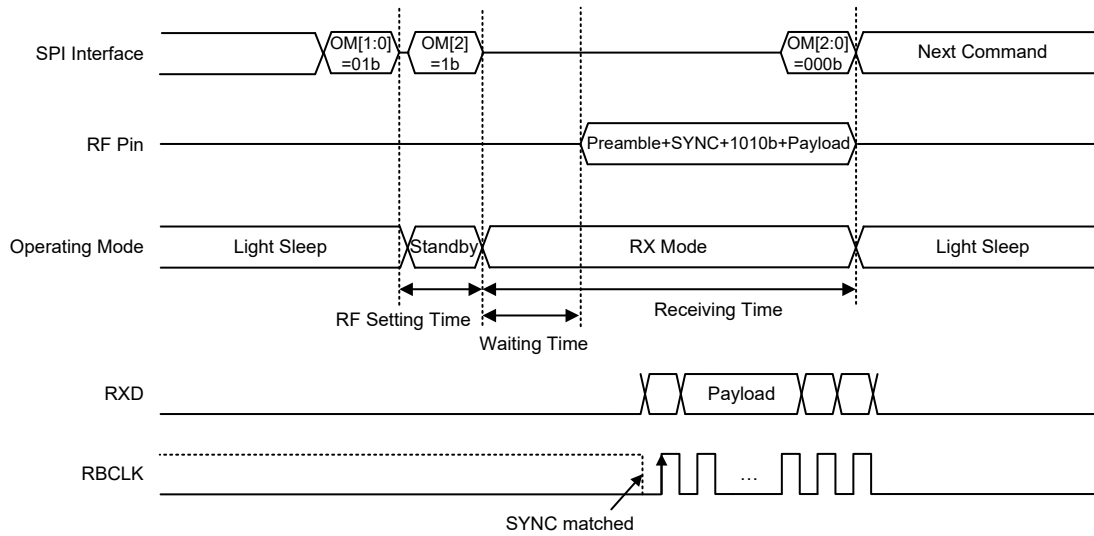 SPI Interface
OM[1:0]
=01b
OM[2]
=1b
OM[2:0]
=000b
Next Command
RF Pin
Preamble+SYNC+1010b+Payload
Operating Mode
Light Sleep
Standby
RX Mode
Light Sleep
RF Setting Time
Receiving Time
Waiting Time
RXD
Payload
RBCLK
...
SYNC matched